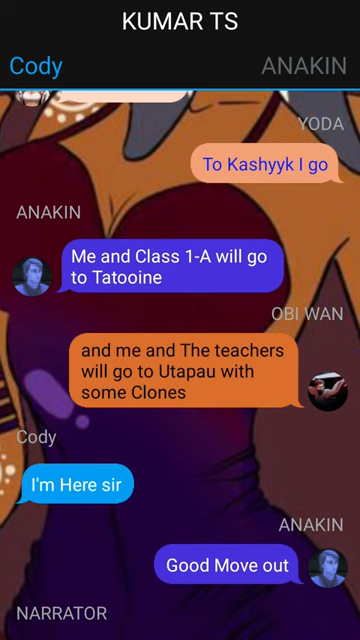 KUMAR TS
Cody
ANAKIN
YODA
To Kashyyk I go
ANAKIN
Me and Class 1-A will go
to Tatooine
OBI WAN
and me and The teachers
will go to Utapau with
some Clones
Cody
I'm Here sir
ANAKIN
Good Move out
NARRATOR